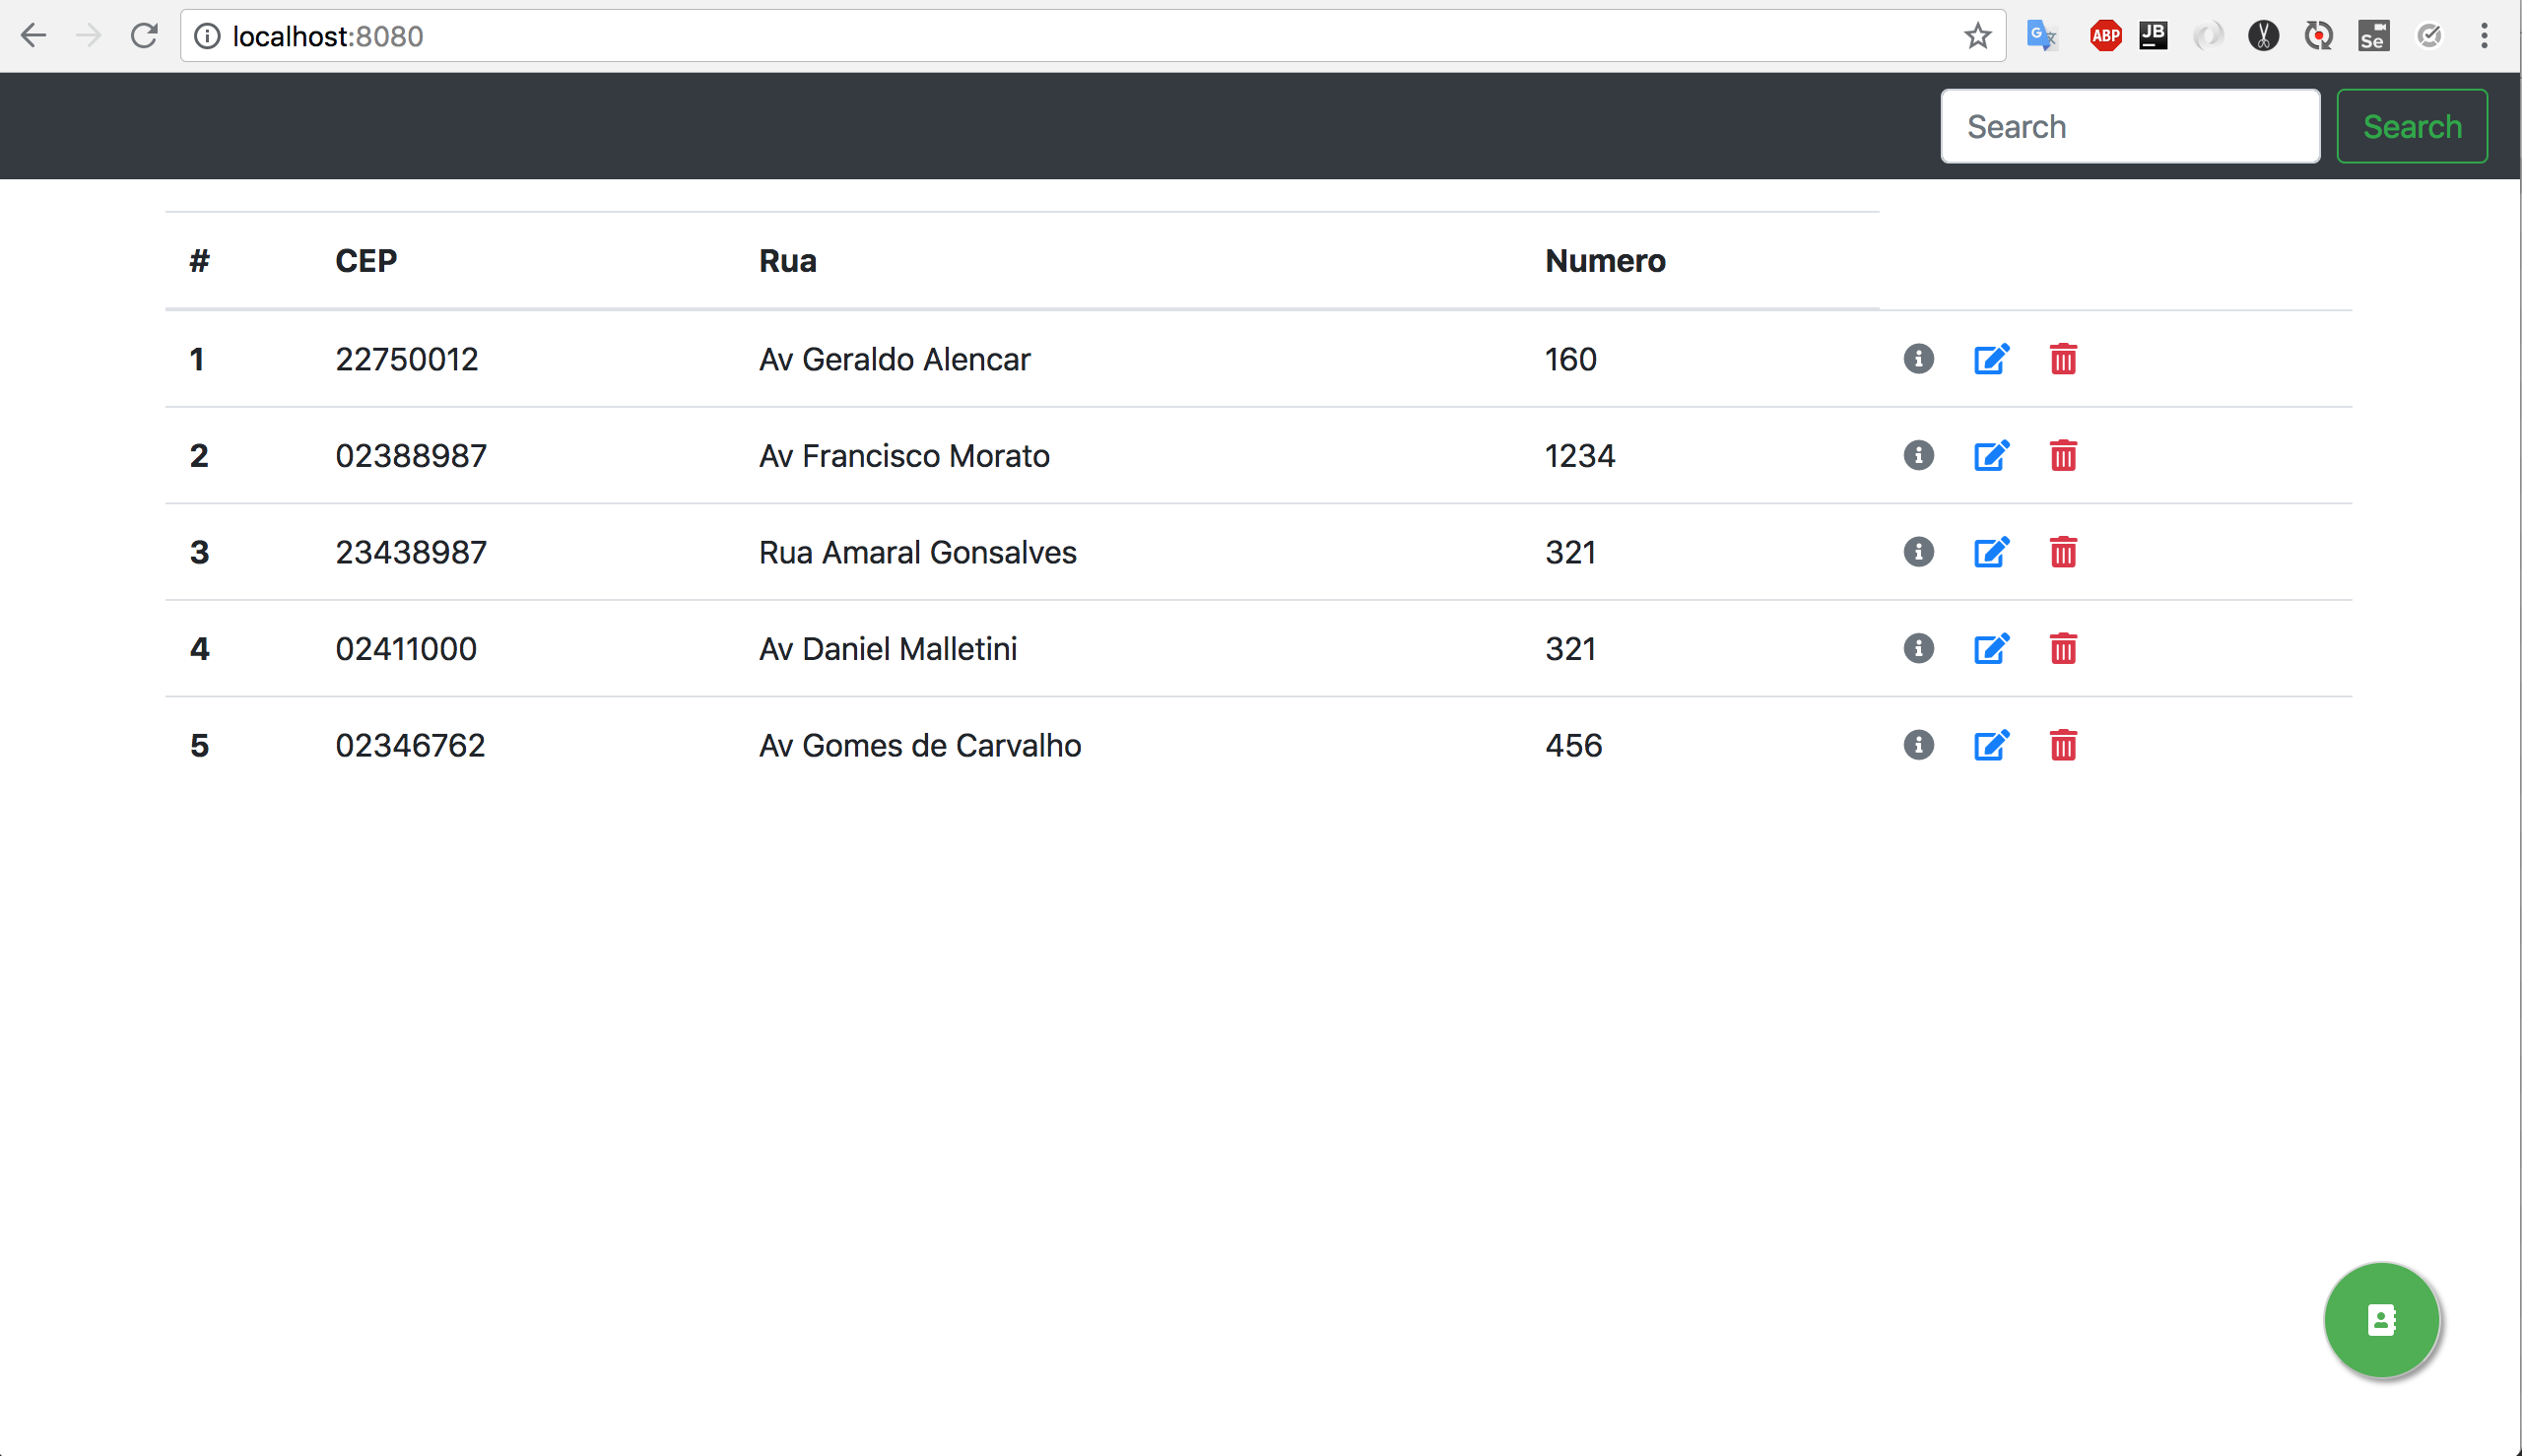 localhost:8080
ABP JB Se
Search Search
# CEP Rua Numero
1 22750012 Av Geraldo Alencar 160
2 02388987 Av Francisco Morato 1234
3 23438987 Rua Amaral Gonsalves 321
4 02411000 Av Daniel Malletini 321
5 02346762 Av Gomes de Carvalho 456